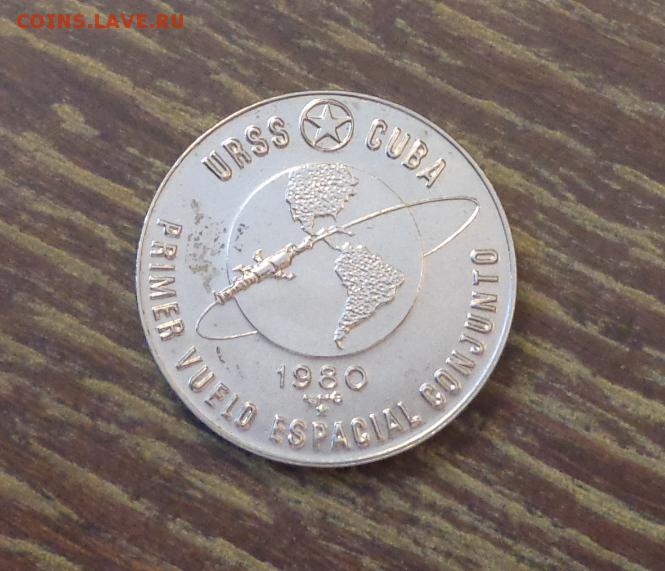 COINS.LAVE.RU
URSS CUBA
1980
PRIMER VUELO ESPACIAL CONJUNTO